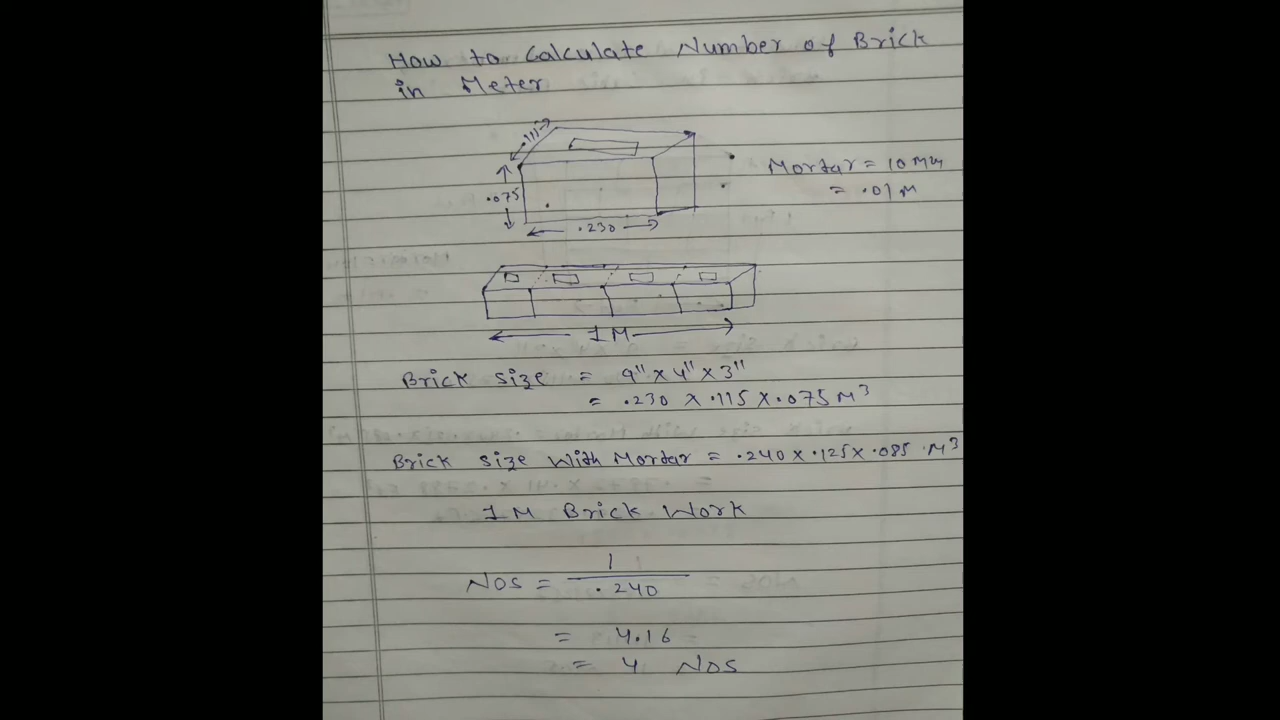 How to Calculate Number of Brick
in Meter
.115
.075
.230
Mortar = 10 MM
= .01 M
1 M
Brick size = 9" x 4" x 3"
= .230 x .115 x .075 M³
Brick size with Mortar = .240 x .125 x .085 M³
1 M Brick Work
Nos = 1
.240
= 4.16
= 4 Nos